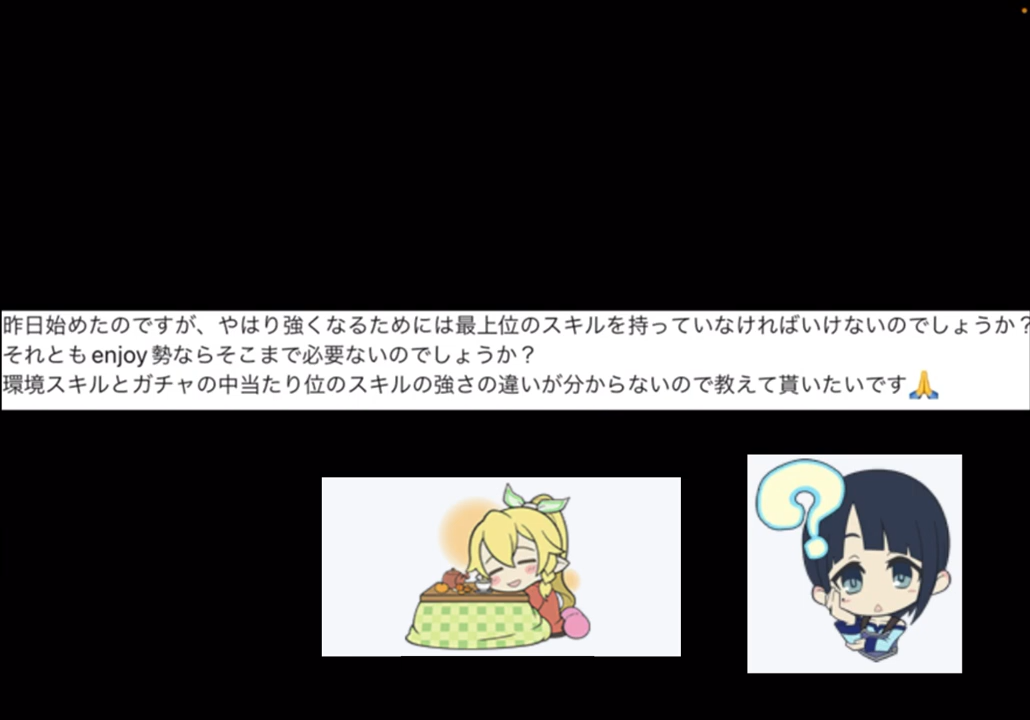 昨日始めたのですが、やはり強くなるためには最上位のスキルを持っていなければいけないのでしょうか？
それともenjoy勢ならそこまで必要ないのでしょうか？
環境スキルとガチャの中当たり位のスキルの強さの違いが分からないので教えて貰いたいです🙏
?